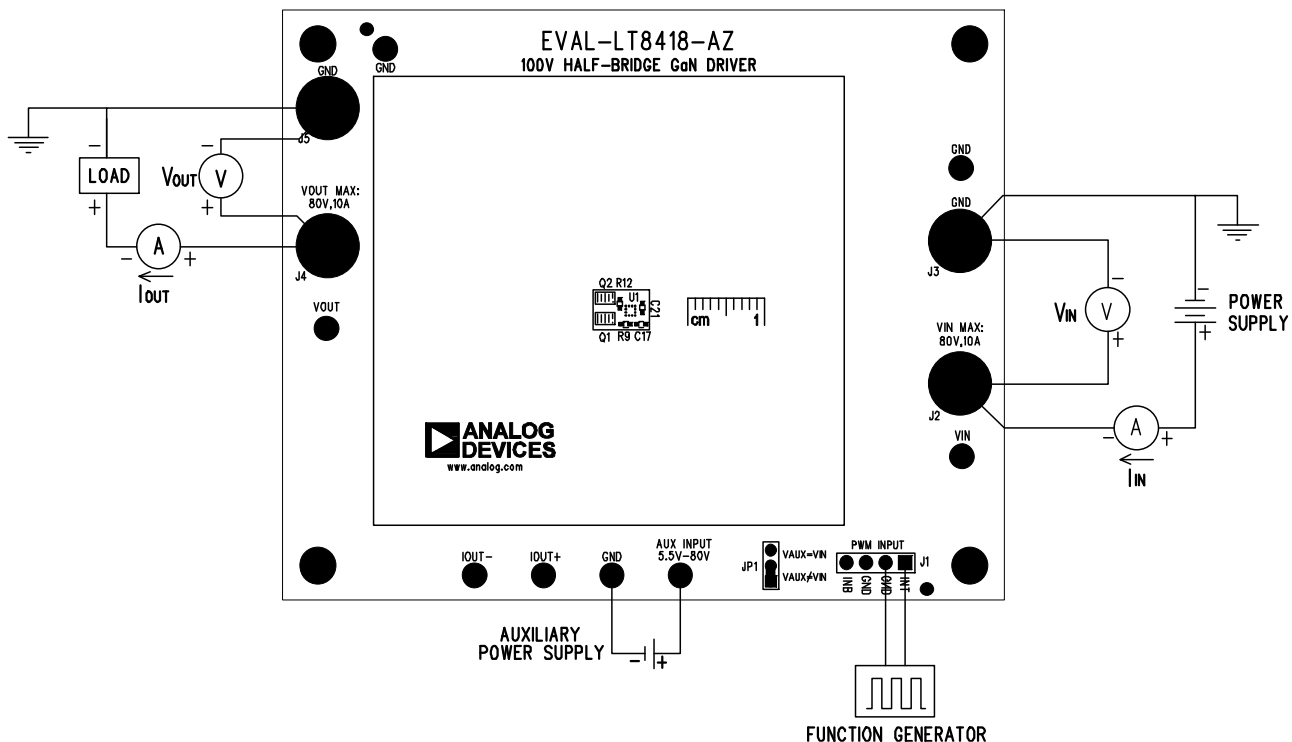 EVAL-LT8418-AZ
100V HALF-BRIDGE GaN DRIVER
GND
GND
J5
-
LOAD
+
VOUT
-
V
+
VOUT MAX:
80V,10A
- A +
IOUT
J4
VOUT
Q2 R12
U1
C21
Q1 R9 C17
cm 1
GND
GND
J3
VIN
-
V
+
-
+
POWER
SUPPLY
VIN MAX:
80V,10A
J2
- A +
IIN
VIN
ANALOG
DEVICES
www.analog.com
IOUT-
IOUT+
GND
AUX INPUT
5.5V-80V
JP1
VAUX=VIN
VAUX≠VIN
PWM INPUT
J1
INB
GND
GND
INT
AUXILIARY
POWER SUPPLY
- +
FUNCTION GENERATOR